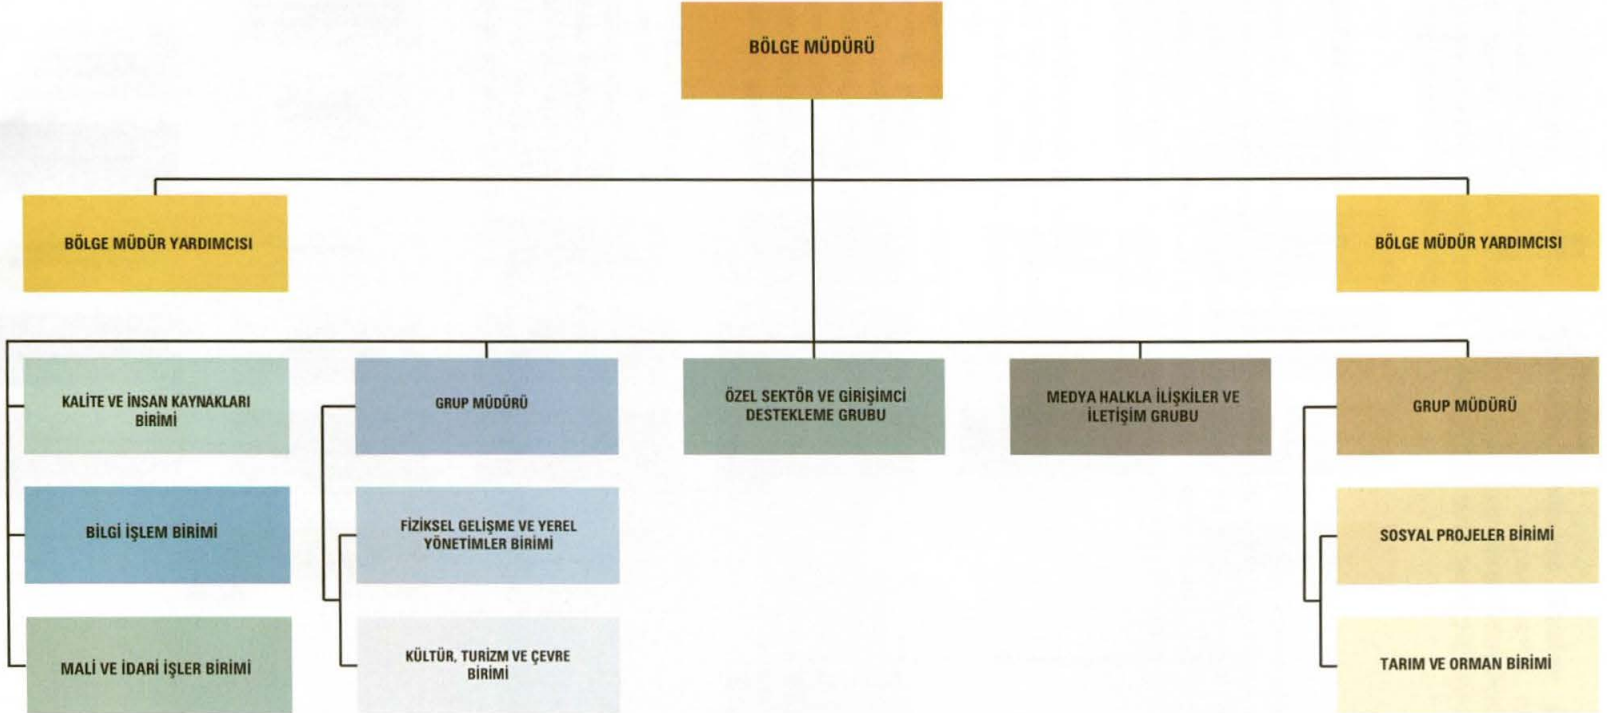 BÖLGE MÜDÜRÜ
BÖLGE MÜDÜR YARDIMCISI
BÖLGE MÜDÜR YARDIMCISI
KALİTE VE İNSAN KAYNAKLARI
BİRİMİ
GRUP MÜDÜRÜ
ÖZEL SEKTÖR VE GİRİŞİMCİ
DESTEKLEME GRUBU
MEDYA HALKLA İLİŞKİLER VE
İLETİŞİM GRUBU
GRUP MÜDÜRÜ
BİLGİ İŞLEM BİRİMİ
FİZİKSEL GELİŞME VE YEREL
YÖNETİMLER BİRİMİ
SOSYAL PROJELER BİRİMİ
MALİ VE İDARİ İŞLER BİRİMİ
KÜLTÜR, TURİZM VE ÇEVRE
BİRİMİ
TARIM VE ORMAN BİRİMİ